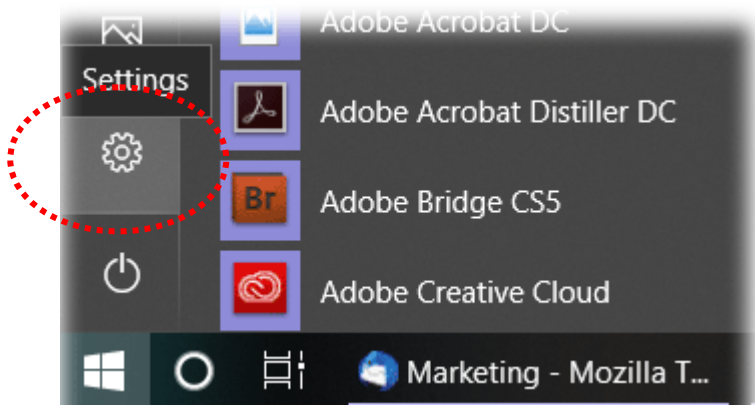 Adobe Acrobat DC
Settings
Adobe Acrobat Distiller DC
Br
Adobe Bridge CS5
Adobe Creative Cloud
Marketing - Mozilla T...